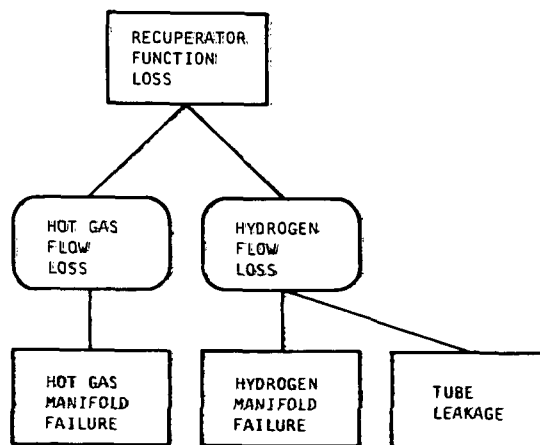 RECUPERATOR
FUNCTION
LOSS
HOT GAS
FLOW
LOSS
HYDROGEN
FLOW
LOSS
HOT GAS
MANIFOLD
FAILURE
HYDROGEN
MANIFOLD
FAILURE
TUBE
LEAKAGE